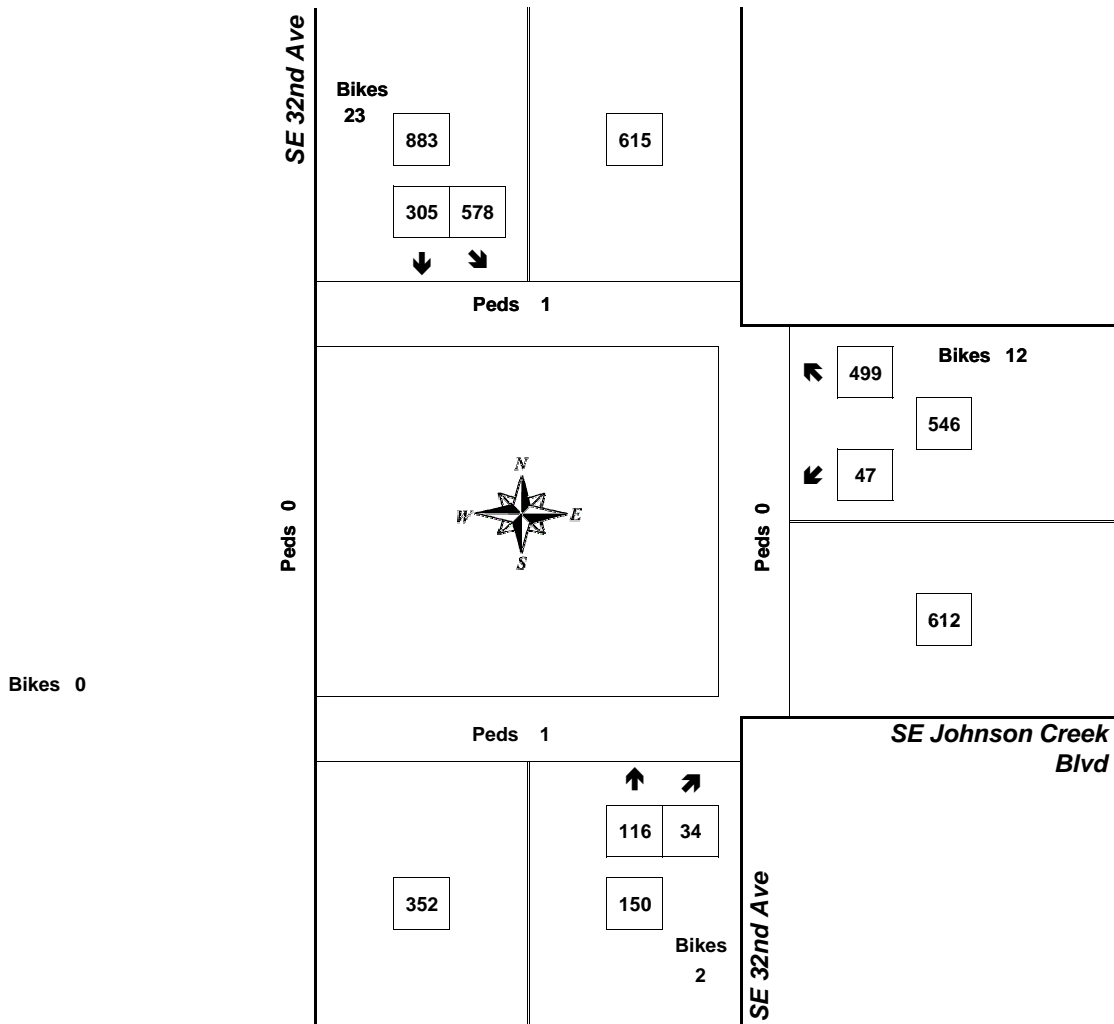 SE 32nd Ave
Bikes
23
883
615
305 578
Peds 1
Bikes 12
499
546
47
N
W E
S
Peds 0
Peds 0
612
Bikes 0
Peds 1
SE Johnson Creek
Blvd
116 34
352
150
Bikes
2
SE 32nd Ave